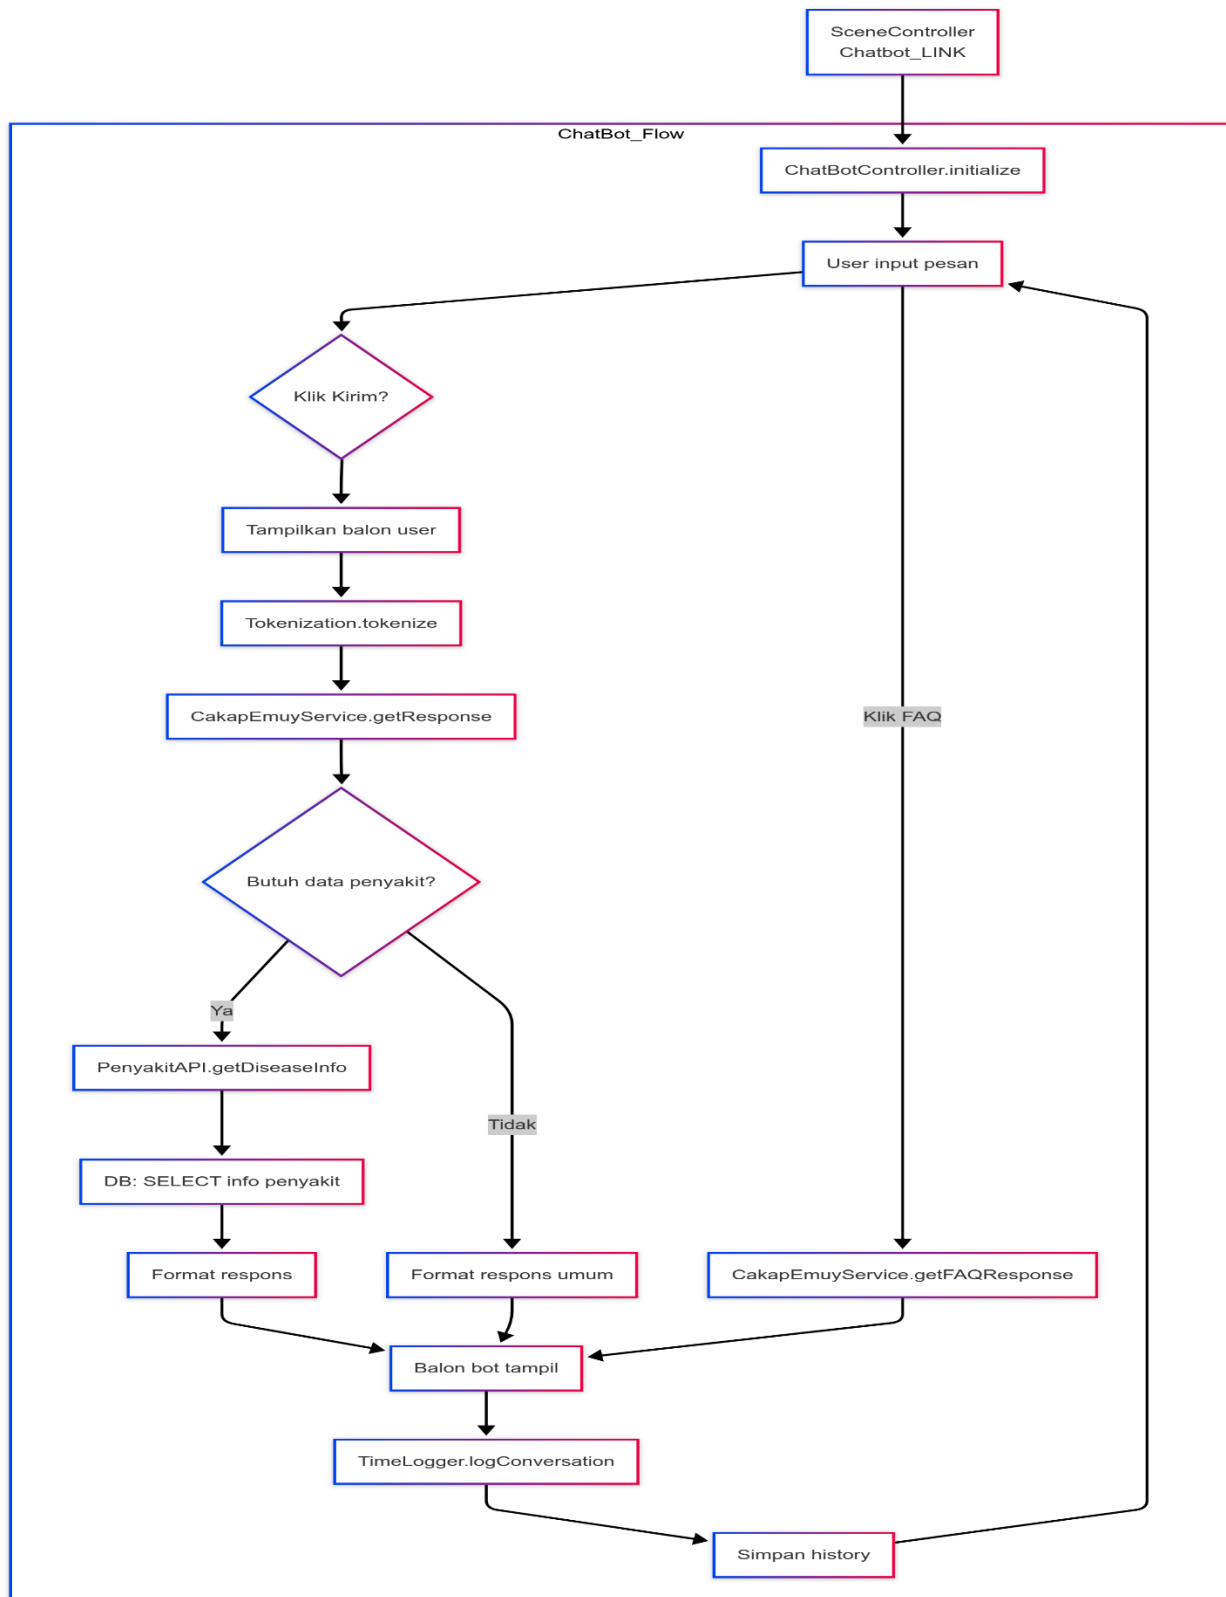 SceneController
Chatbot_LINK
ChatBot_Flow
ChatBotController.initialize
User input pesan
Klik Kirim?
Tampilkan balon user
Tokenization.tokenize
CakapEmuyService.getResponse
Klik FAQ
Butuh data penyakit?
Ya
PenyakitAPI.getDiseaseInfo
Tidak
DB: SELECT info penyakit
Format respons
Format respons umum
CakapEmuyService.getFAQResponse
Balon bot tampil
TimeLogger.logConversation
Simpan history